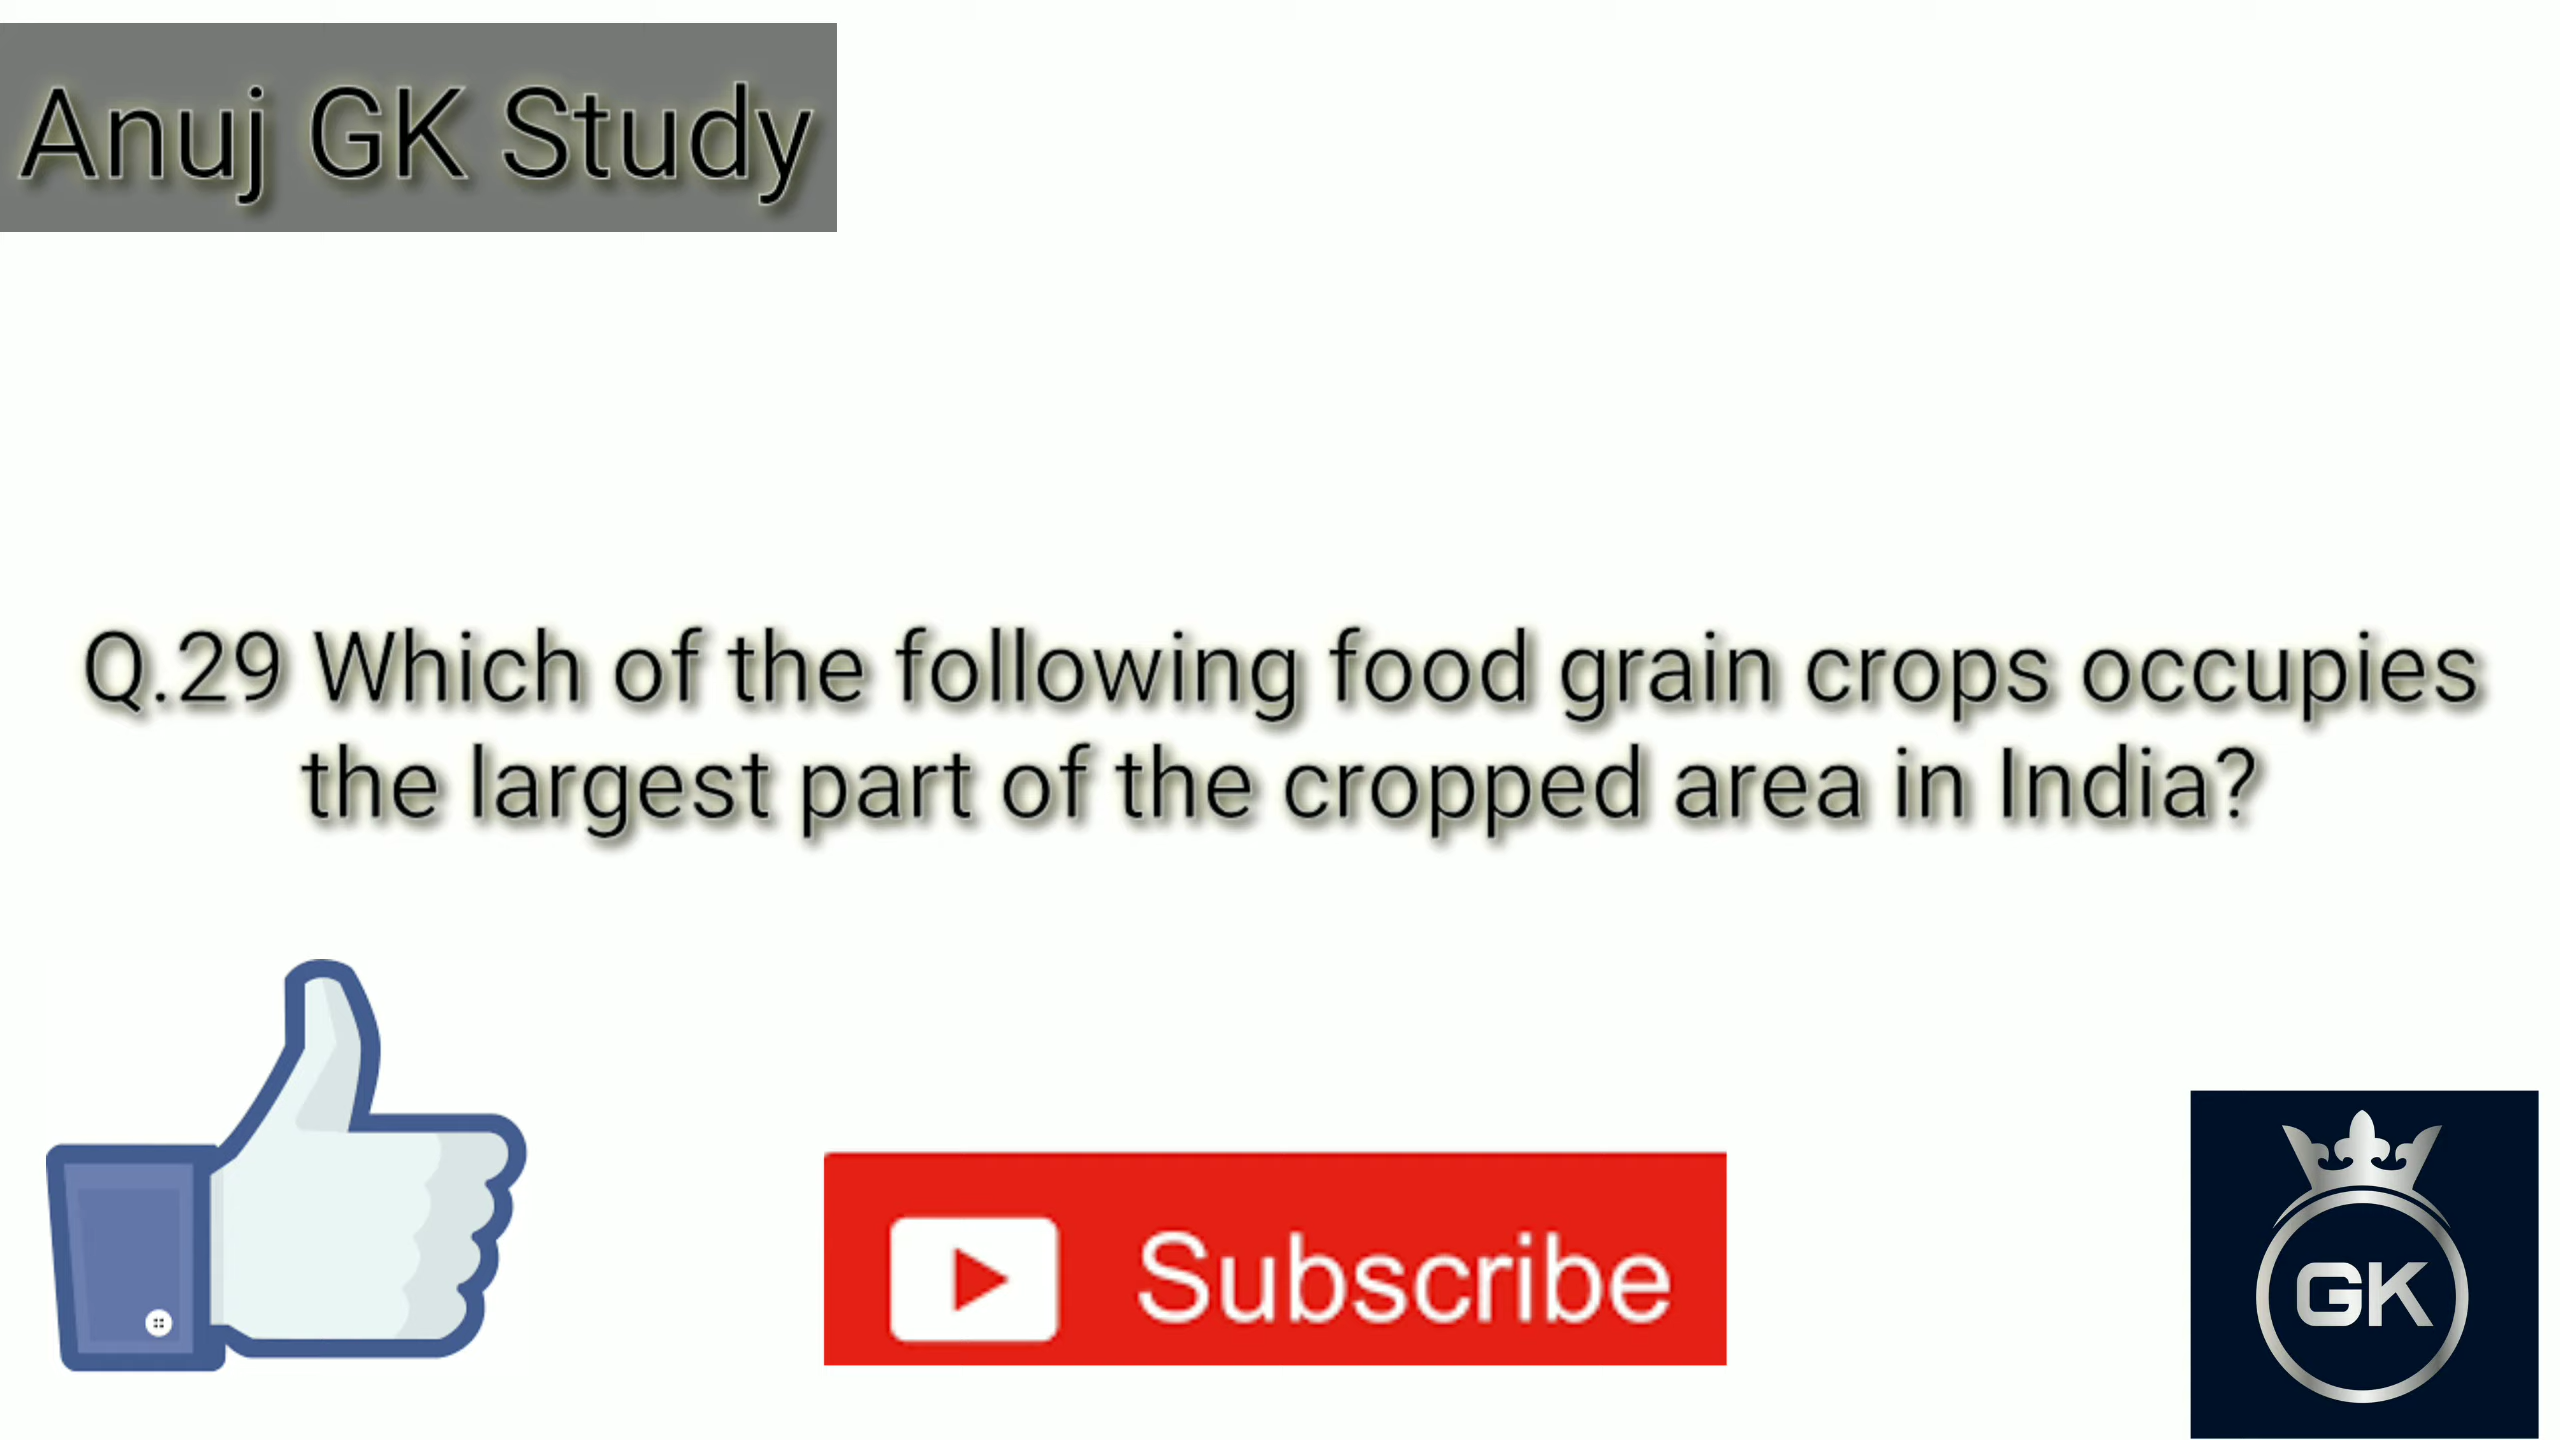 Anuj GK Study
Q.29 Which of the following food grain crops occupies
the largest part of the cropped area in India?
Subscribe
GK